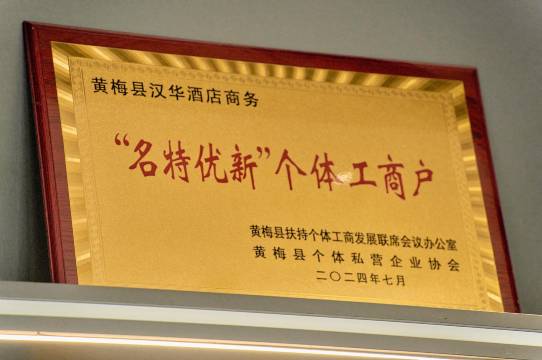 黄梅县汉华酒店商务
“名特优新”个体工商户
黄梅县扶持个体工商发展联席会议办公室
黄梅县个体私营企业协会
二〇二四年七月